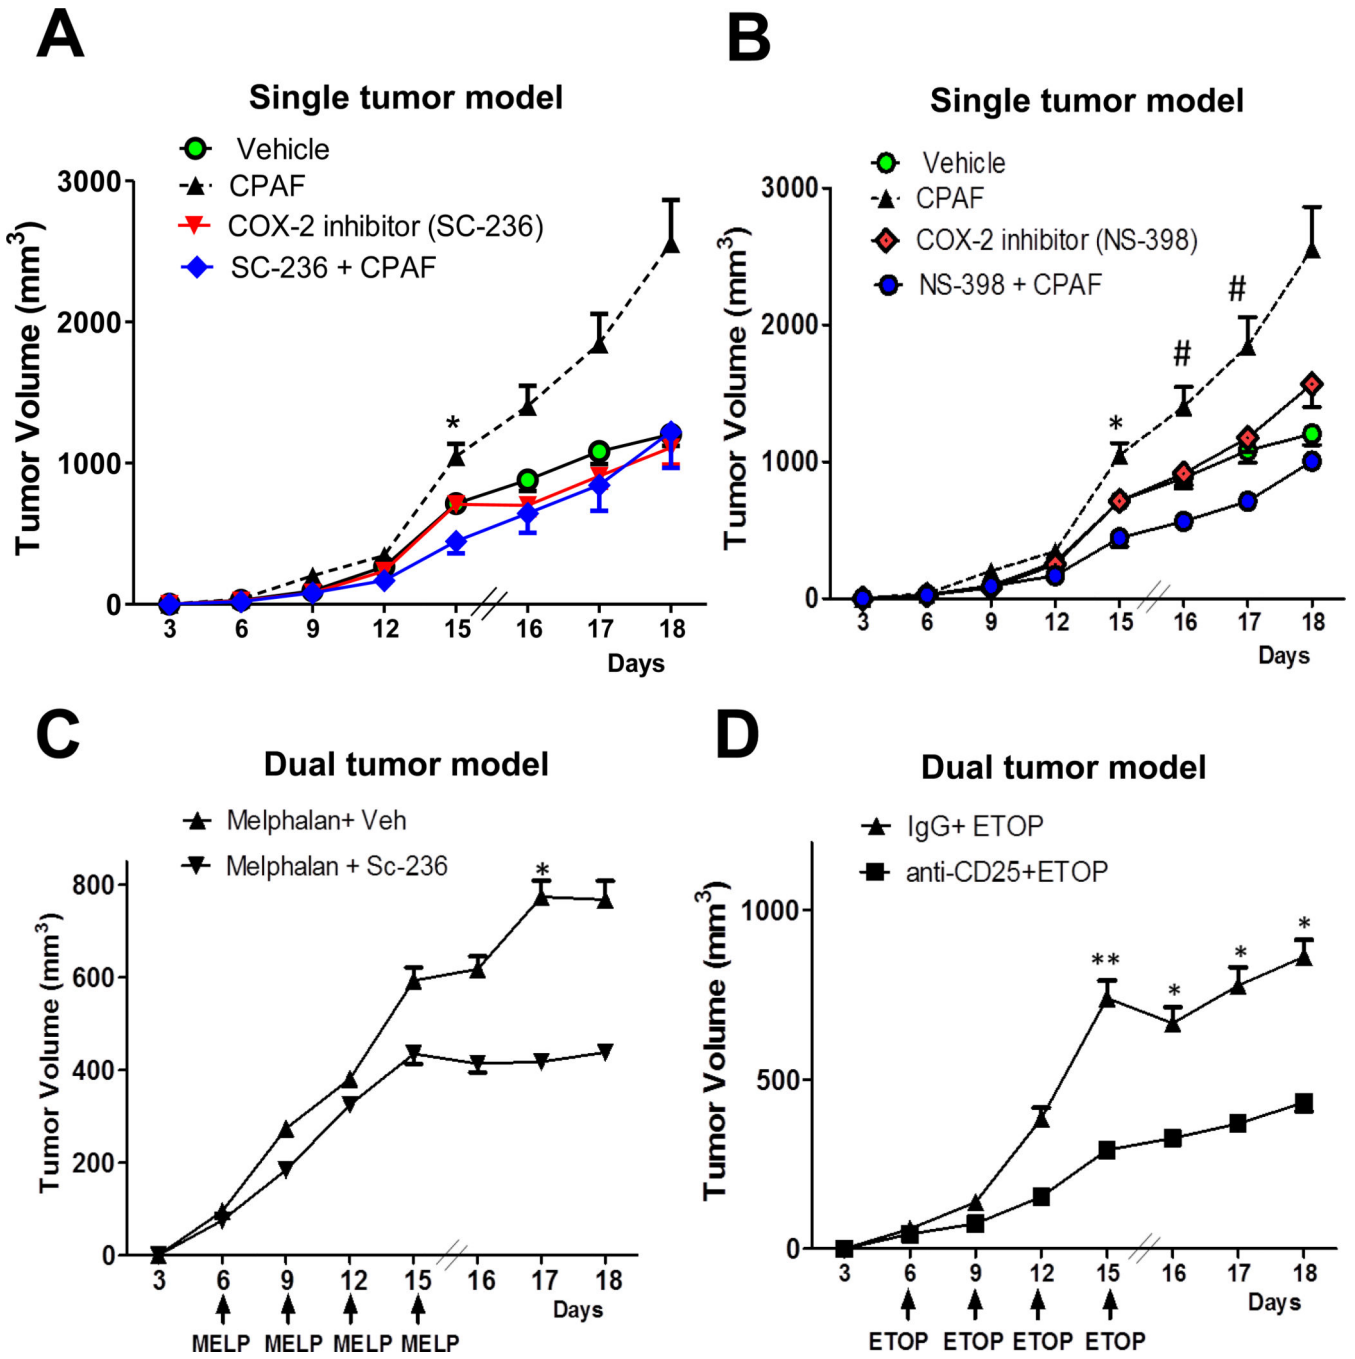 A
Single tumor model
Vehicle
CPAF
COX-2 inhibitor (SC-236)
SC-236 + CPAF
Tumor Volume (mm³)
3000
2000
1000
0
*
3 6 9 12 15 16 17 18
Days
B
Single tumor model
Vehicle
CPAF
COX-2 inhibitor (NS-398)
NS-398 + CPAF
Tumor Volume (mm³)
3000
2000
1000
0
* # #
3 6 9 12 15 16 17 18
Days
C
Dual tumor model
Melphalan+ Veh
Melphalan + Sc-236
Tumor Volume (mm³)
800
600
400
200
0
*
3 6 9 12 15 16 17 18
Days
MELP MELP MELP MELP
D
Dual tumor model
IgG+ ETOP
anti-CD25+ETOP
Tumor Volume (mm³)
1000
500
0
** * * *
3 6 9 12 15 16 17 18
Days
ETOP ETOP ETOP ETOP